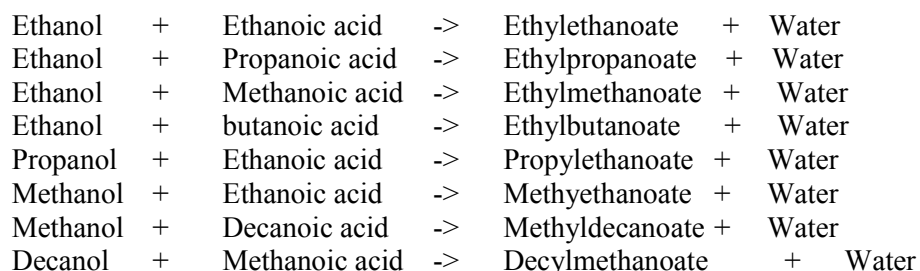 Ethanol + Ethanoic acid -> Ethylethanoate + Water
Ethanol + Propanoic acid -> Ethylpropanoate + Water
Ethanol + Methanoic acid -> Ethylmethanoate + Water
Ethanol + butanoic acid -> Ethylbutanoate + Water
Propanol + Ethanoic acid -> Propylethanoate + Water
Methanol + Ethanoic acid -> Methyethanoate + Water
Methanol + Decanoic acid -> Methyldecanoate + Water
Decanol + Methanoic acid -> Decylmethanoate + Water